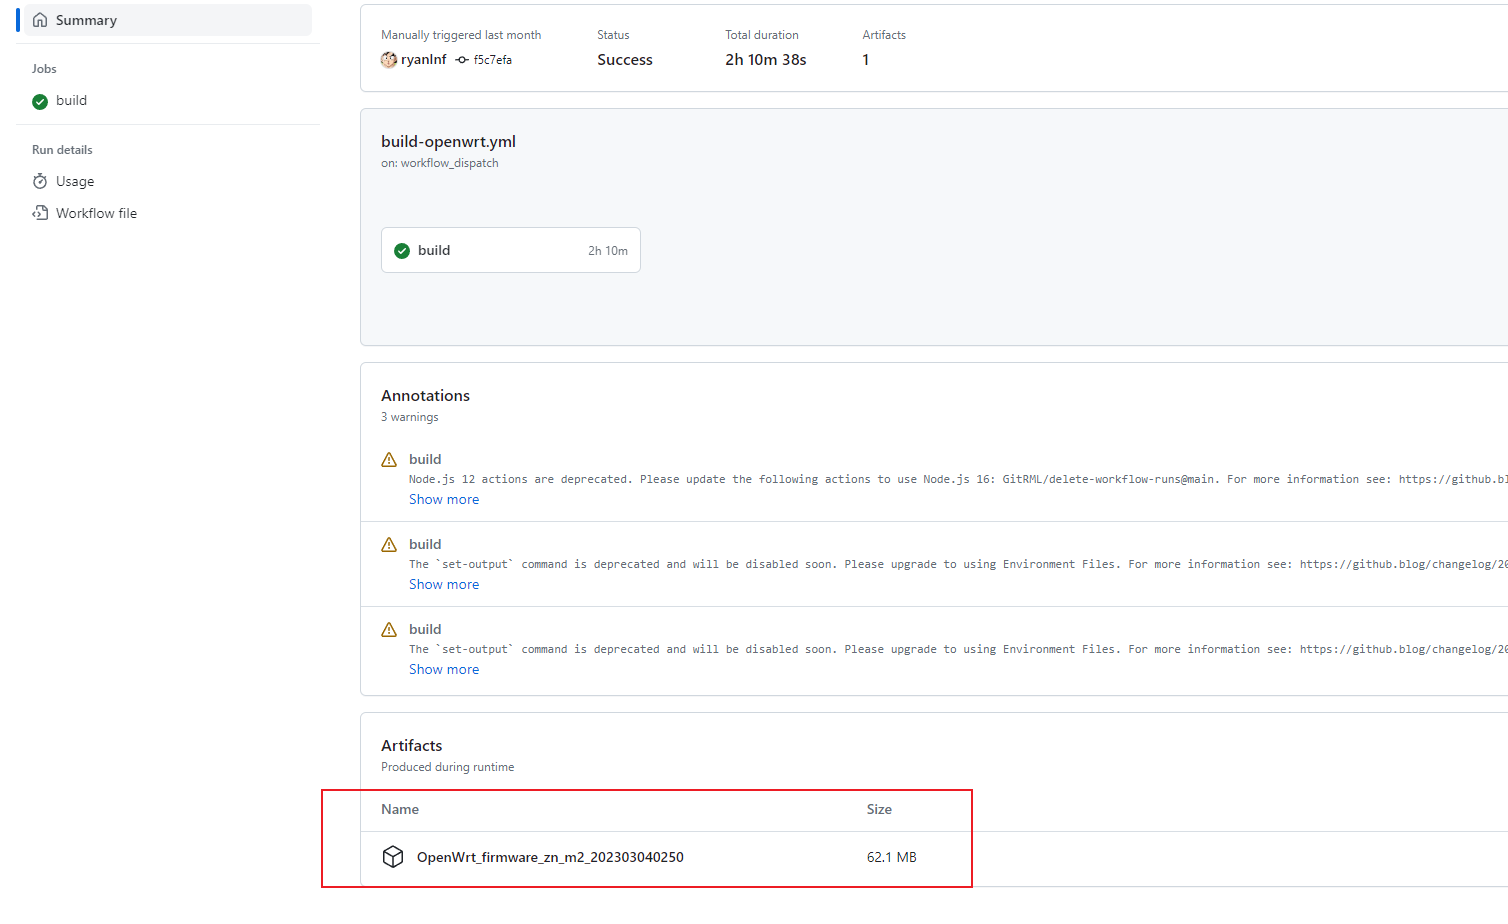 Summary
Jobs
build
Run details
Usage
Workflow file
Manually triggered last month
ryanlnf f5c7efa
Status
Success
Total duration
2h 10m 38s
Artifacts
1
build-openwrt.yml
on: workflow_dispatch
build 2h 10m
Annotations
3 warnings
build
Node.js 12 actions are deprecated. Please update the following actions to use Node.js 16: GitRML/delete-workflow-runs@main. For more information see: https://github.bl
Show more
build
The `set-output` command is deprecated and will be disabled soon. Please upgrade to using Environment Files. For more information see: https://github.blog/changelog/20
Show more
build
The `set-output` command is deprecated and will be disabled soon. Please upgrade to using Environment Files. For more information see: https://github.blog/changelog/20
Show more
Artifacts
Produced during runtime
Name Size
OpenWrt_firmware_zn_m2_202303040250 62.1 MB